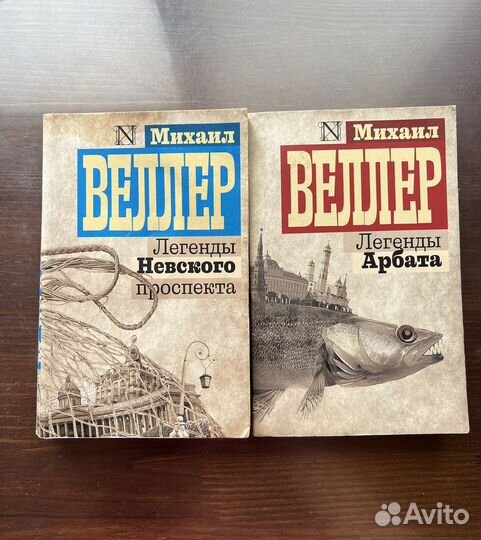 N Михаил
ВЕЛЛЕР
Легенды
Невского
проспекта
N Михаил
ВЕЛЛЕР
Легенды
Арбата
Avito